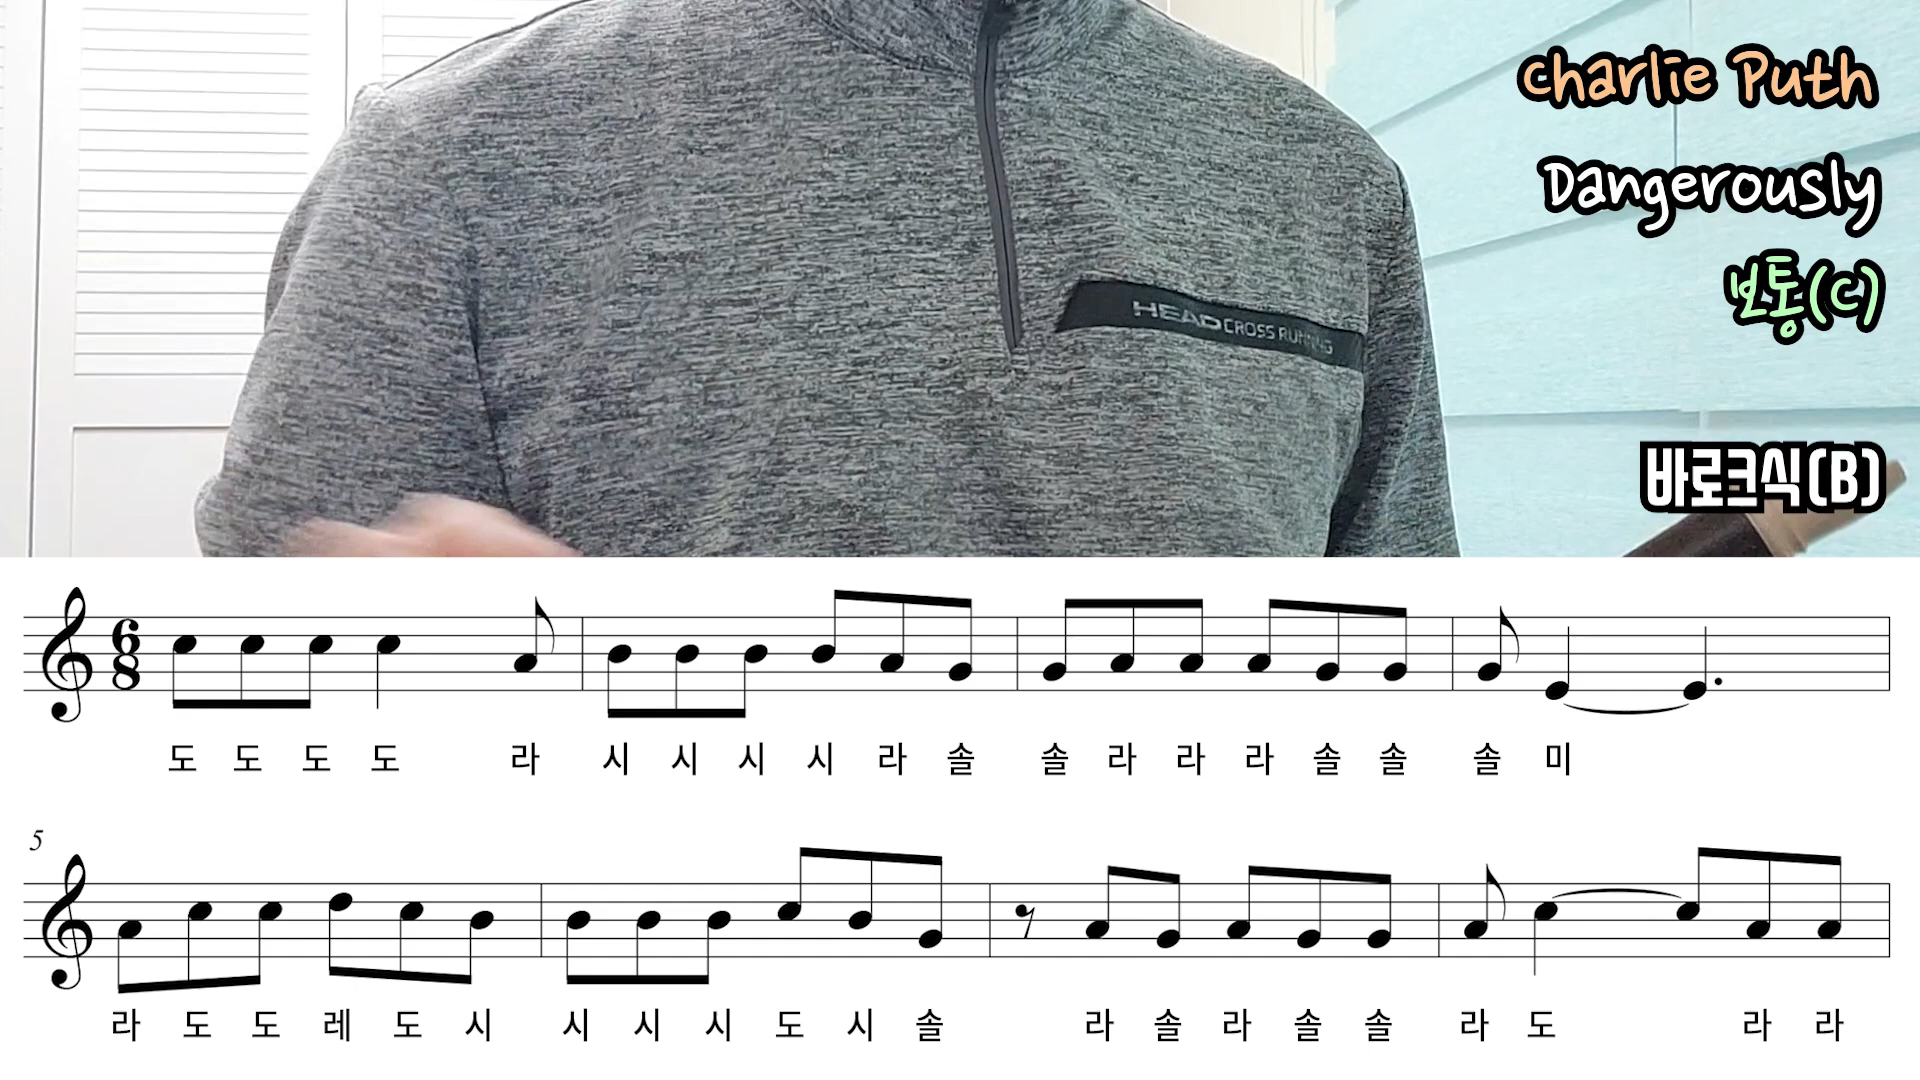 Charlie Puth
Dangerously
보통(C)
HEAD CROSS RUNNING
바로크식(B)
6
8
도 도 도 도 라 시 시 시 시 라 솔 솔 라 라 라 솔 솔 솔 미
5
라 도 도 레 도 시 시 시 시 도 시 솔 라 솔 라 솔 솔 라 도 라 라